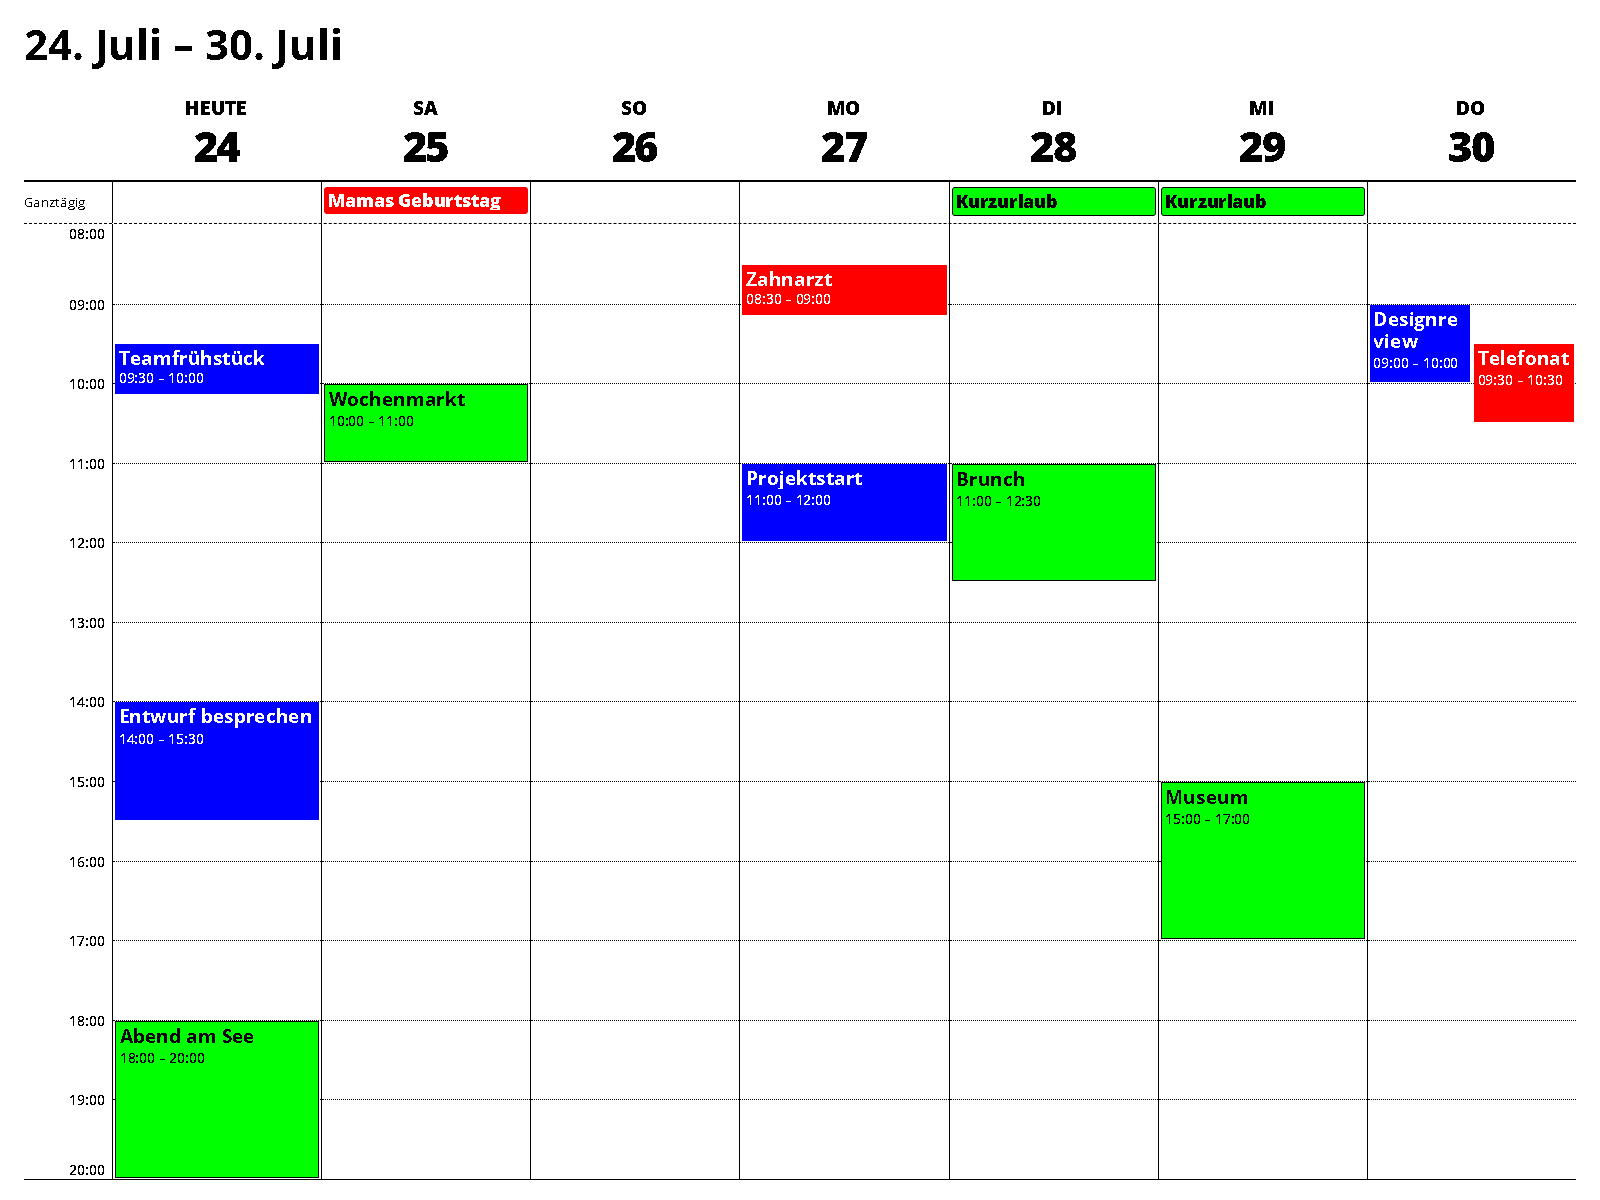 24. Juli – 30. Juli
HEUTE
24
SA
25
SO
26
MO
27
DI
28
MI
29
DO
30
Ganztägig
Mamas Geburtstag
Kurzurlaub
Kurzurlaub
08:00
09:00
10:00
11:00
12:00
13:00
14:00
15:00
16:00
17:00
18:00
19:00
20:00
Teamfrühstück
09:30 – 10:00
Entwurf besprechen
14:00 – 15:30
Abend am See
18:00 – 20:00
Wochenmarkt
10:00 – 11:00
Zahnarzt
08:30 – 09:00
Projektstart
11:00 – 12:00
Brunch
11:00 – 12:30
Museum
15:00 – 17:00
Designre
view
09:00 – 10:00
Telefonat
09:30 – 10:30